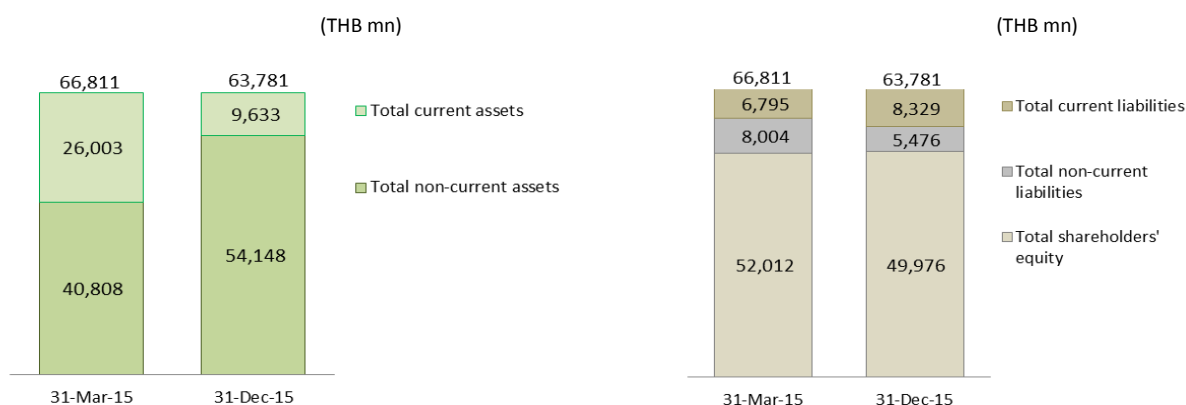 (THB mn)
66,811
63,781
26,003
9,633
40,808
54,148
31-Mar-15
31-Dec-15
Total current assets
Total non-current assets
(THB mn)
66,811
63,781
6,795
8,329
8,004
5,476
52,012
49,976
31-Mar-15
31-Dec-15
Total current liabilities
Total non-current
liabilities
Total shareholders'
equity